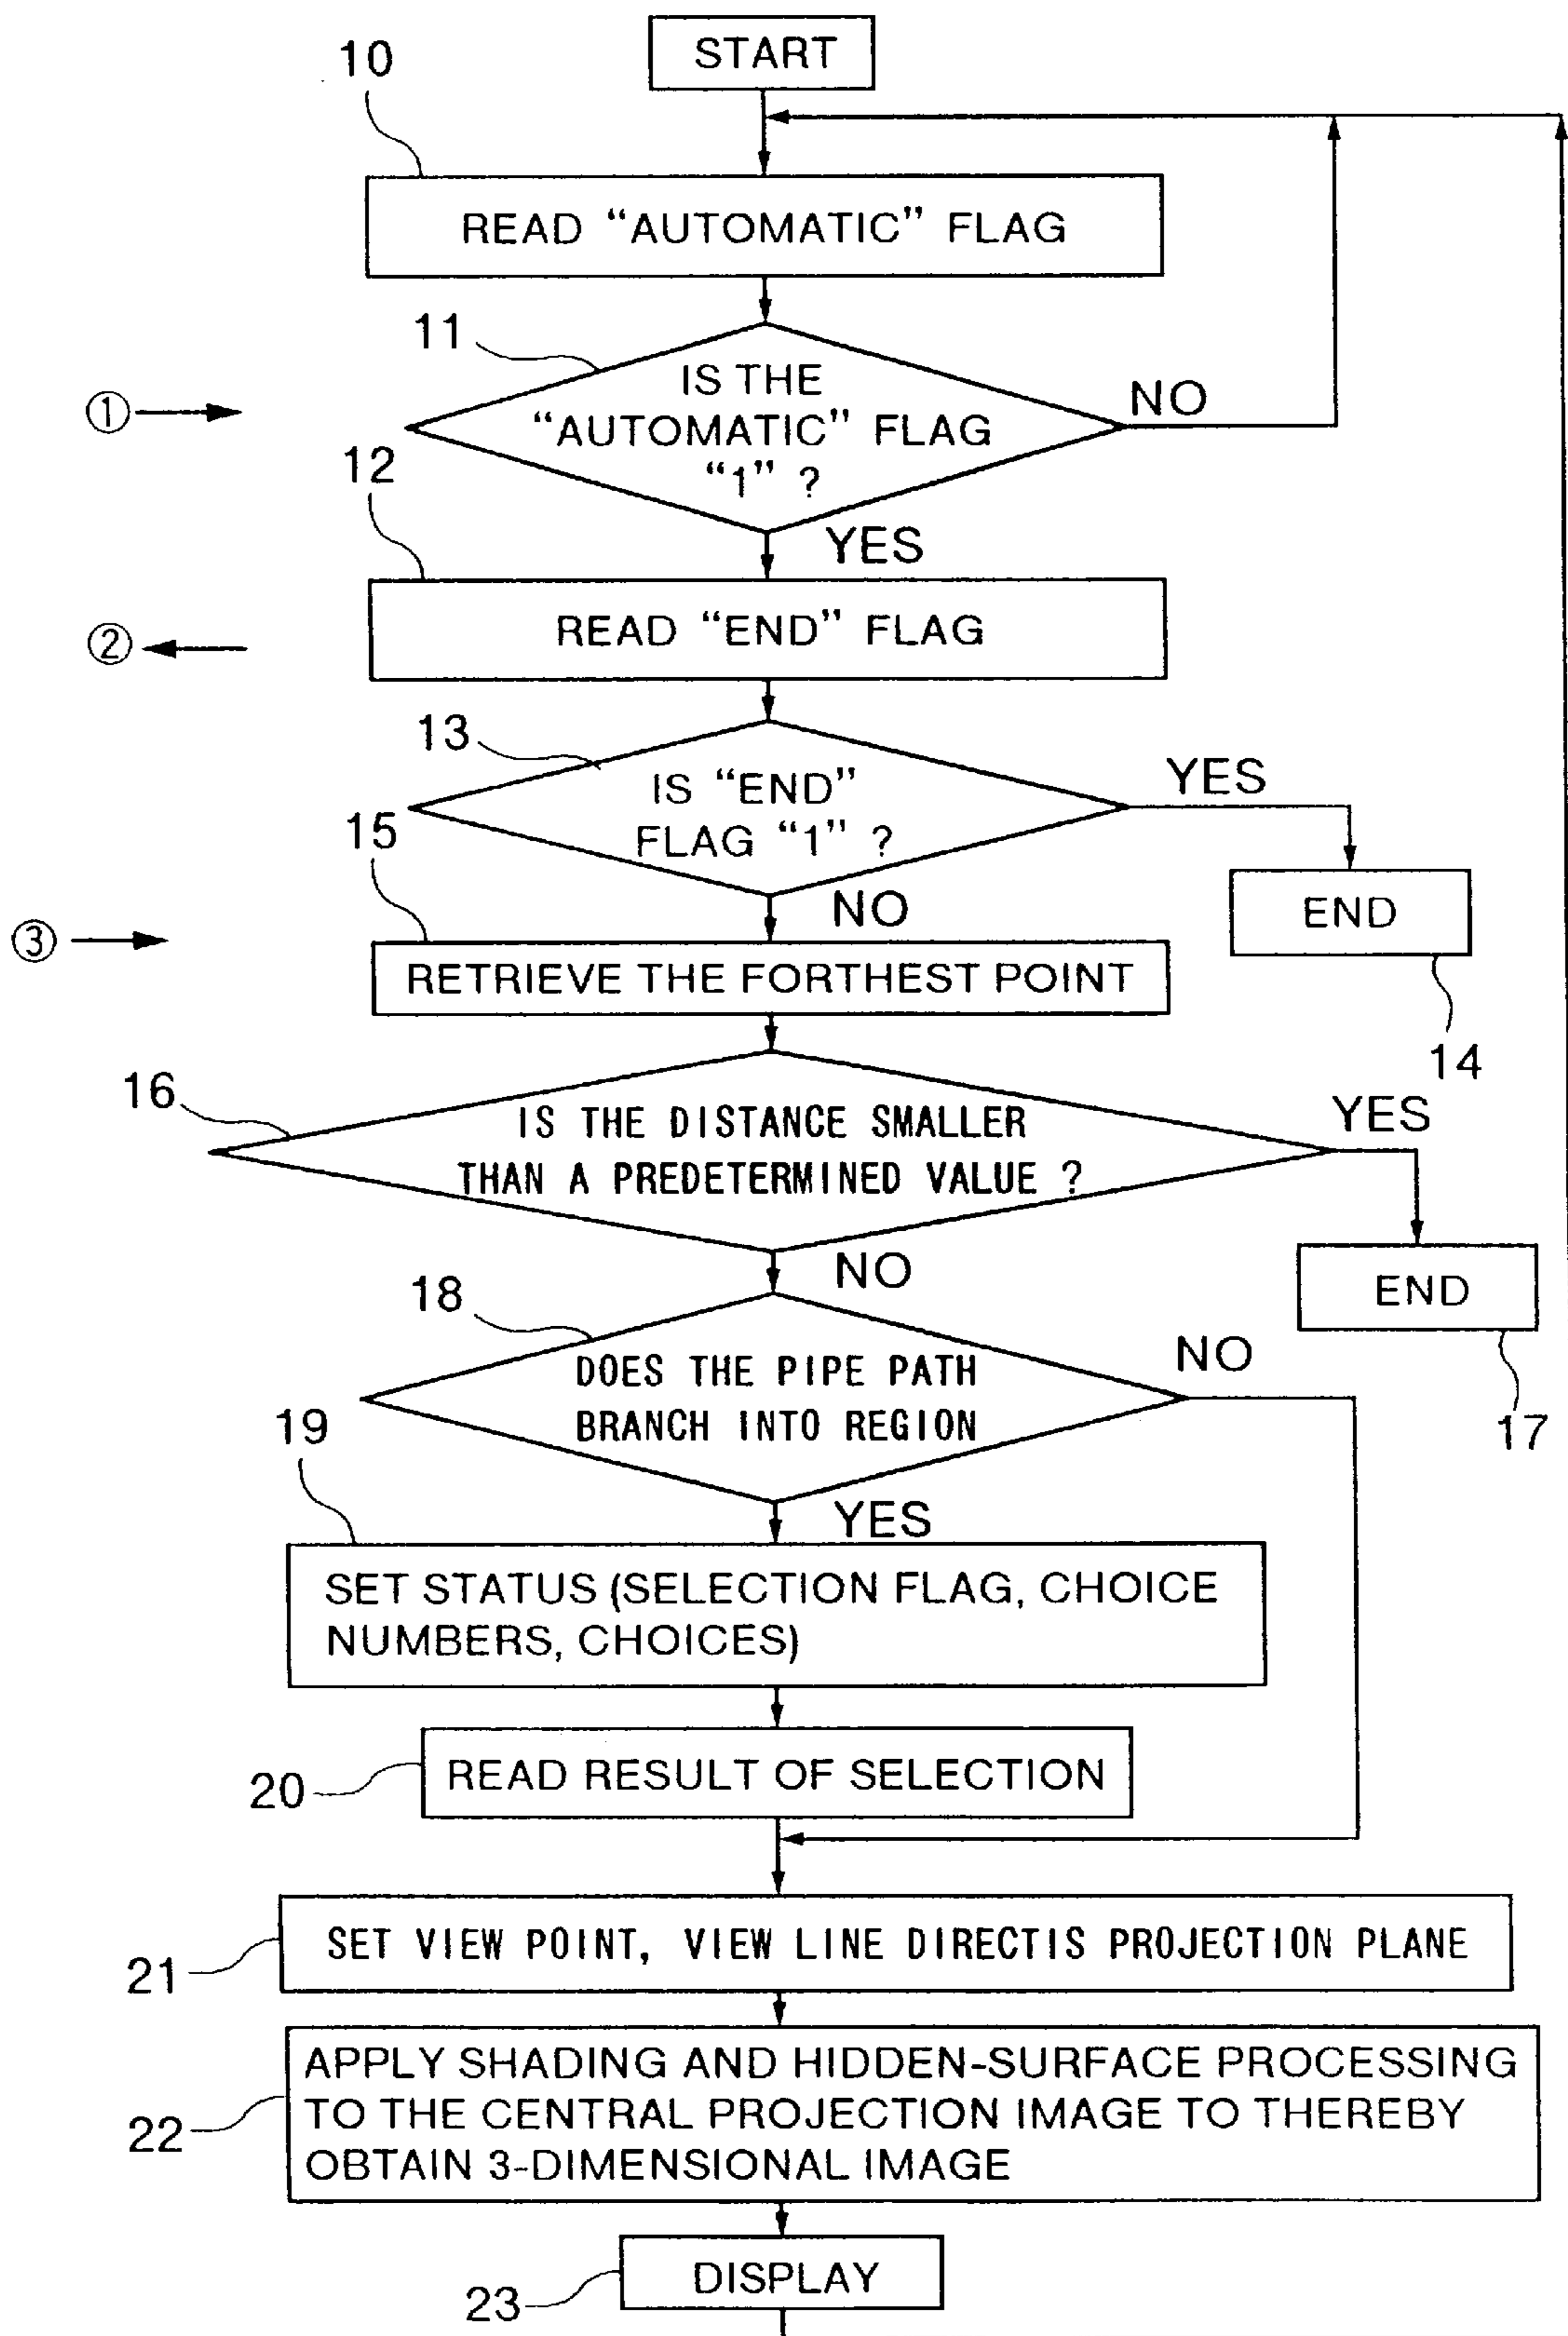 START
10
READ “AUTOMATIC” FLAG
11
IS THE
“AUTOMATIC” FLAG
“1” ?
NO
①
12
YES
READ “END” FLAG
②
13
IS “END”
FLAG “1” ?
YES
15
NO
END
14
③
RETRIEVE THE FORTHEST POINT
16
IS THE DISTANCE SMALLER
THAN A PREDETERMINED VALUE ?
YES
NO
END
17
18
DOES THE PIPE PATH
BRANCH INTO REGION
NO
19
YES
SET STATUS (SELECTION FLAG, CHOICE
NUMBERS, CHOICES)
READ RESULT OF SELECTION
20
SET VIEW POINT, VIEW LINE DIRECTIS PROJECTION PLANE
21
APPLY SHADING AND HIDDEN-SURFACE PROCESSING
TO THE CENTRAL PROJECTION IMAGE TO THEREBY
OBTAIN 3-DIMENSIONAL IMAGE
22
DISPLAY
23